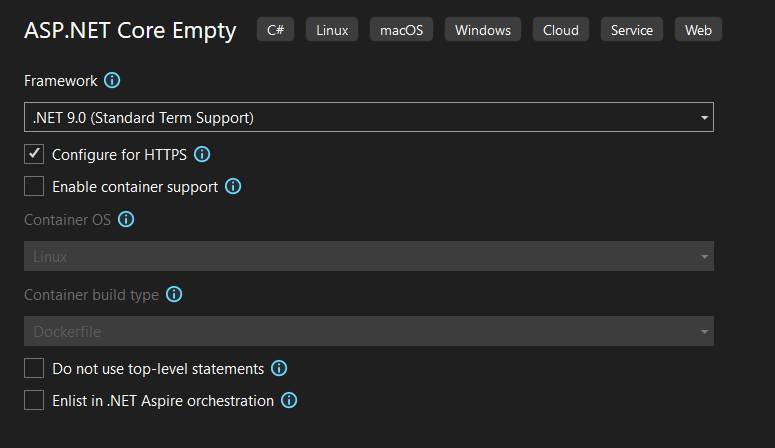 ASP.NET Core Empty C# Linux macOS Windows Cloud Service Web
Framework
.NET 9.0 (Standard Term Support)
Configure for HTTPS
Enable container support
Container OS
Linux
Container build type
Dockerfile
Do not use top-level statements
Enlist in .NET Aspire orchestration